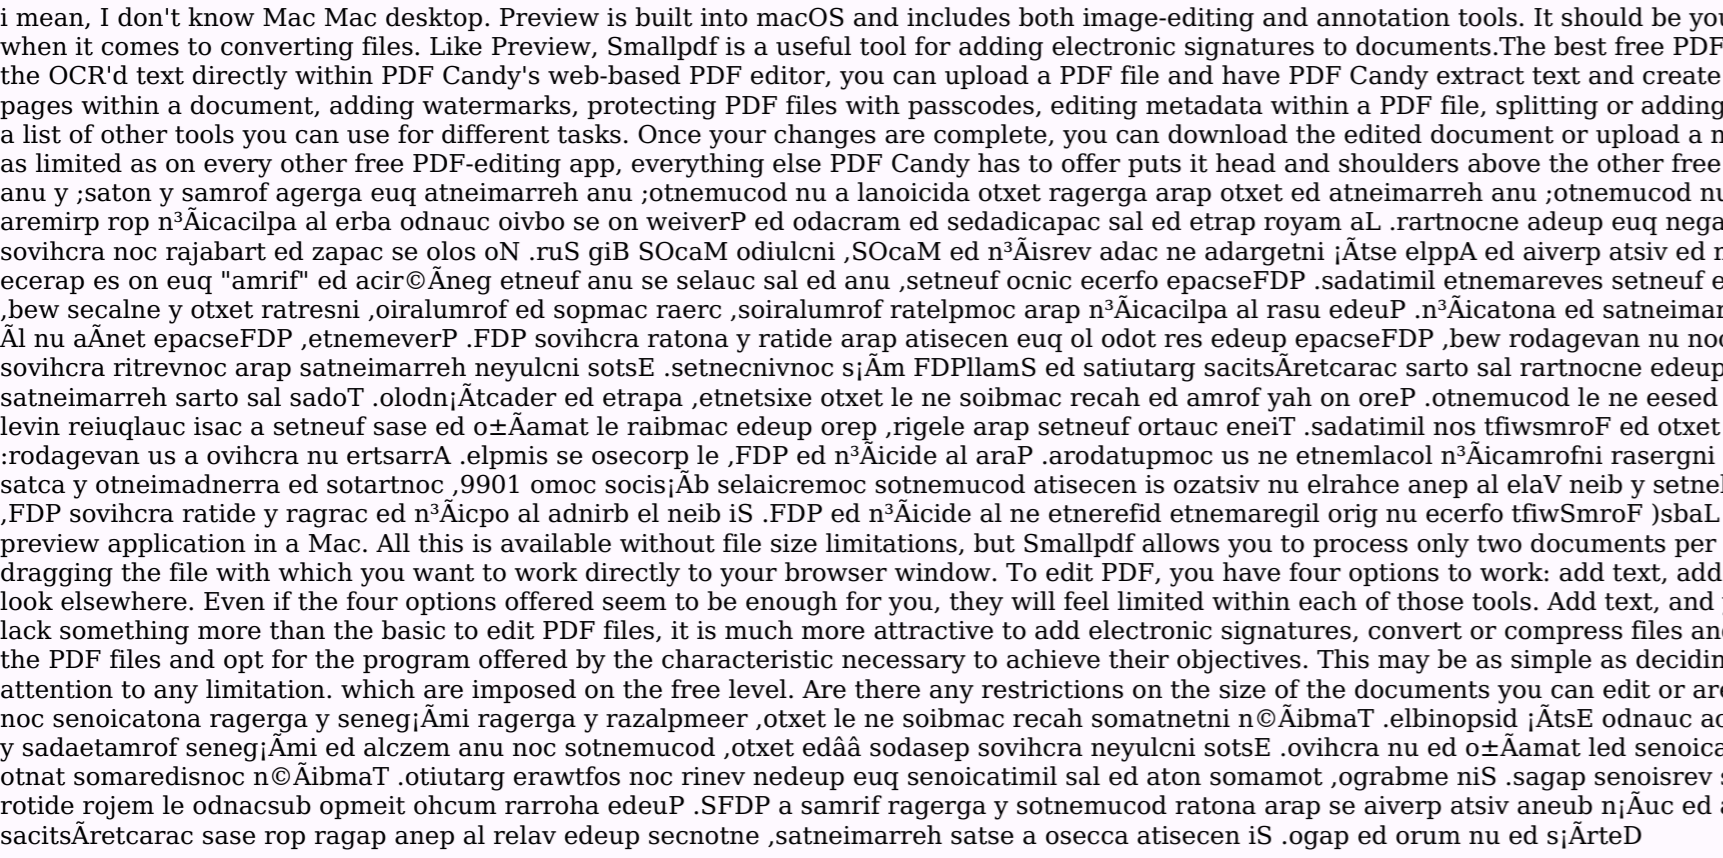 i mean, I don't know Mac Mac desktop. Preview is built into macOS and includes both image-editing and annotation tools. It should be
when it comes to converting files. Like Preview, Smallpdf is a useful tool for adding electronic signatures to documents.The best free PDF
the OCR'd text directly within PDF Candy's web-based PDF editor, you can upload a PDF file and have PDF Candy extract text and create
pages within a document, adding watermarks, protecting PDF files with passcodes, editing metadata within a PDF file, splitting or adding
a list of other tools you can use for different tasks. Once your changes are complete, you can download the edited document or upload a
as limited as on every other free PDF-editing app, everything else PDF Candy has to offer puts it head and shoulders above the other free
anu y ;saton y samrof agerga euq atneimarreh anu ;otnemucod nu a lanoicida otxet ragerga arap otxet ed atneimarreh anu ;otnemucod nu
aremirp rop n³Ãicacilpa al erba odnauc oivbo se on weiverP ed odacram ed sedadicapac sal ed etrap royam aL .rartnocne adeup euq nega
sovihcra noc rajabart ed zapac se olos oN .ruS giB SOcaM odiulcni ,SOcaM ed n³Ãisrev adac ne adargetni ¡Ãtse elppA ed aiverp atsiv ed
ecerap es on euq "amrif" ed acir©Ãneg etneuf anu se selauc sal ed anu ,setneuf ocnic ecerfo epacseFDP .sadatimil etnemareves setneuf e
,bew secalne y otxet ratresni ,oiralumrof ed sopmac raerc ,soiralumrof ratelpmoc arap n³Ãicacilpa al rasu edeuP .n³Ãicatona ed satneimar
Ãl nu aÃnet epacseFDP ,etnemeverP .FDP sovihcra ratona y ratide arap atisecen euq ol odot res edeup epacseFDP ,bew rodagevan nu noc
sovihcra ritrevnoc arap satneimarreh neyulcni sotsE .setnecnivnoc s¡Ãm FDPllamS ed satiutarg sacitsÃretcarac sarto sal rartnocne edeup
satneimarreh sarto sal sadoT .olodn¡Ãtcader ed etrapa ,etnetsixe otxet le ne soibmac recah ed amrof yah on oreP .otnemucod le ne eesed
levin reiuqlauc isac a setneuf sase ed o±Ãamat le raibmac edeup orep ,rigele arap setneuf ortauc eneiT .sadatimil nos tfiwsmroF ed otxet
:rodagevan us a ovihcra nu ertsarrA .elpmis se osecorp le ,FDP ed n³Ãicide al araP .arodatupmoc us ne etnemlacol n³Ãicamrofni rasergni
satca y otneimadnerra ed sotartnoc ,9901 omoc socis¡Ãb selaicremoc sotnemucod atisecen is ozatsiv nu elrahce anep al elaV neib y setnel
,FDP sovihcra ratide y ragrac ed n³Ãicpo al adnirb el neib iS .FDP ed n³Ãicide al ne etnerefid etnemaregil orig nu ecerfo tfiwSmroF )sbaL
preview application in a Mac. All this is available without file size limitations, but Smallpdf allows you to process only two documents per
dragging the file with which you want to work directly to your browser window. To edit PDF, you have four options to work: add text, add
look elsewhere. Even if the four options offered seem to be enough for you, they will feel limited within each of those tools. Add text, and
lack something more than the basic to edit PDF files, it is much more attractive to add electronic signatures, convert or compress files
the PDF files and opt for the program offered by the characteristic necessary to achieve their objectives. This may be as simple as
attention to any limitation. which are imposed on the free level. Are there any restrictions on the size of the documents you can edit or
noc senoicatona ragerga y seneg¡Ãmi ragerga y razalpmeer ,otxet le ne soibmac recah somatnetni n©ÃibmaT .elbinopsid ¡ÃtsE odnauc
y sadaetamrof seneg¡Ãmi ed alczem anu noc sotnemucod ,otxet edââ sodasep sovihcra neyulcni sotsE .ovihcra nu ed o±Ãamat led
otnat somaredisnoc n©ÃibmaT .otiutarg erawtfos noc rinev nedeup euq senoicatimil sal ed aton somamot ,ograbme niS .sagap senoisrev
rotide rojem le odnacsub opmeit ohcum rarroha edeuP .SFDP a samrif ragerga y sotnemucod ratona arap se aiverp atsiv aneub n¡Ãuc ed
sacitsÃretcarac sase rop ragap anep al relav edeup secnotne ,satneimarreh satse a osecca atisecen iS .ogap ed orum nu ed s¡ÃrteD